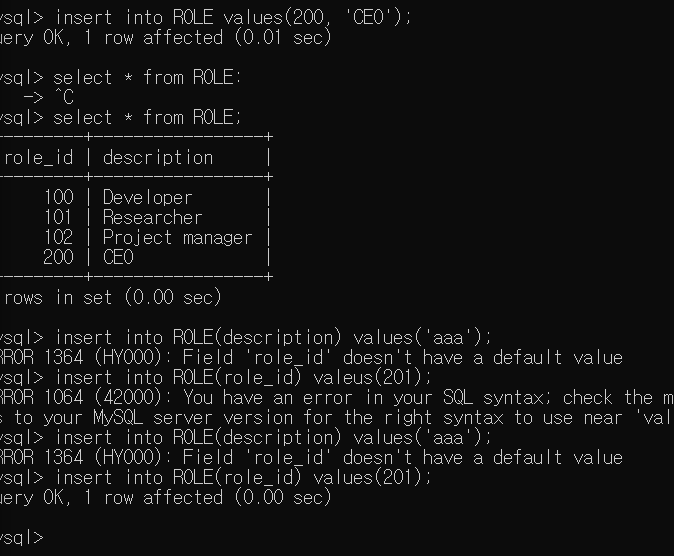 ysql> insert into ROLE values(200, 'CEO');
uery OK, 1 row affected (0.01 sec)
ysql> select * from ROLE:
-> ^C
ysql> select * from ROLE;
---------+-----------------+
role_id | description     |
---------+-----------------+
100 | Developer       |
101 | Researcher      |
102 | Project manager |
200 | CEO             |
---------+-----------------+
rows in set (0.00 sec)
ysql> insert into ROLE(description) values('aaa');
RROR 1364 (HY000): Field 'role_id' doesn't have a default value
ysql> insert into ROLE(role_id) valeus(201);
RROR 1064 (42000): You have an error in your SQL syntax; check the m
s to your MySQL server version for the right syntax to use near 'val
ysql> insert into ROLE(description) values('aaa');
RROR 1364 (HY000): Field 'role_id' doesn't have a default value
ysql> insert into ROLE(role_id) values(201);
uery OK, 1 row affected (0.00 sec)
ysql>